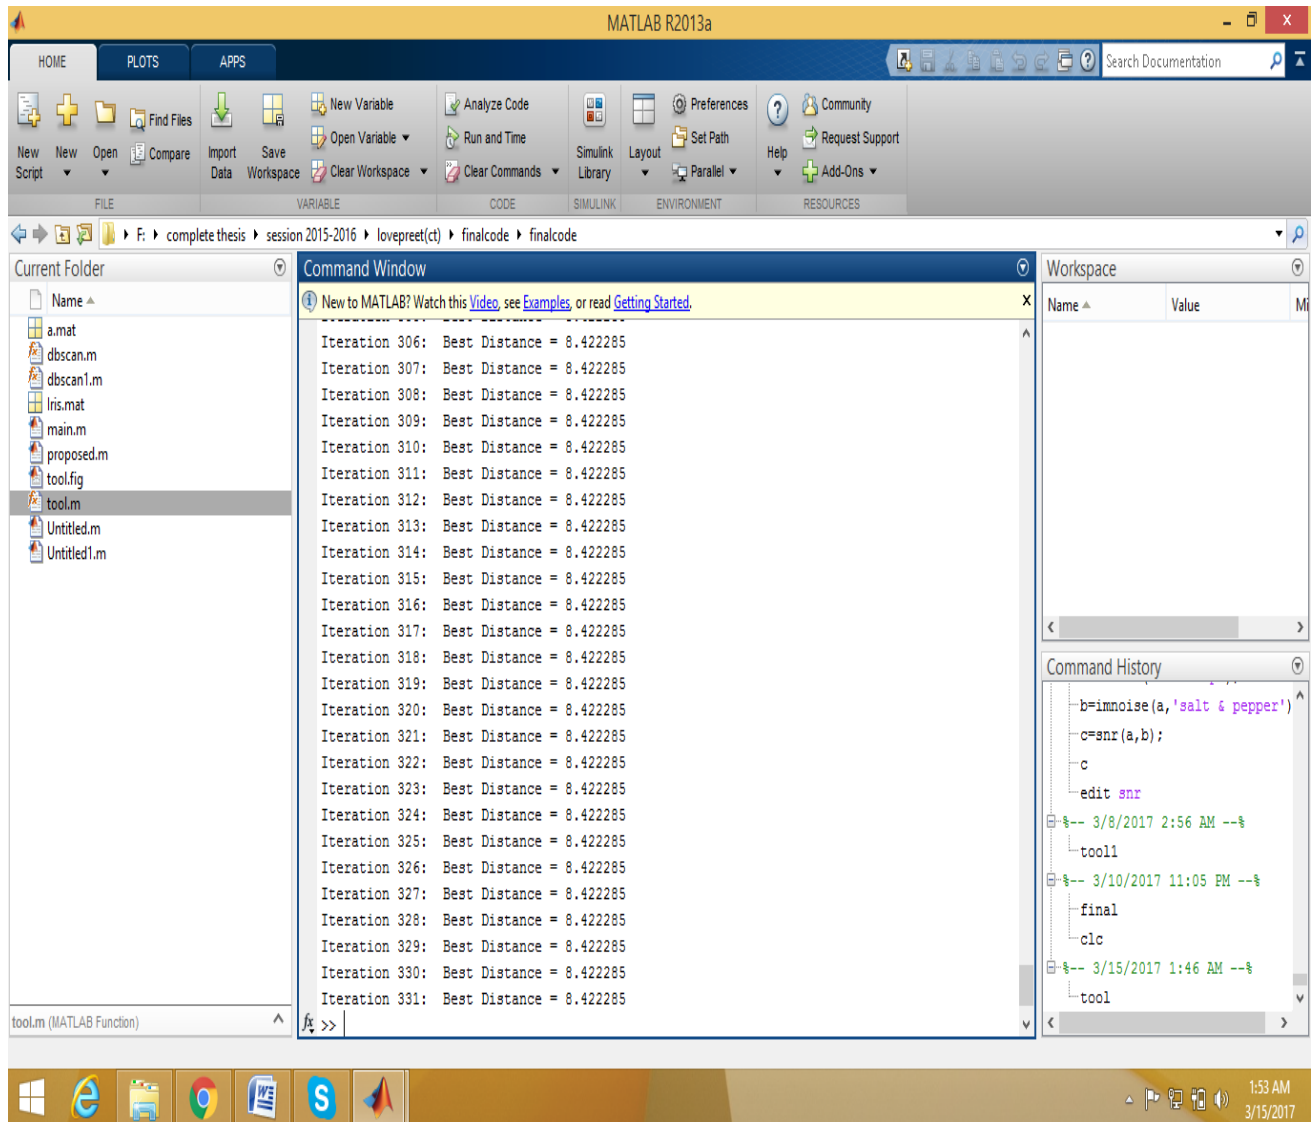 MATLAB R2013a
HOME PLOTS APPS
Search Documentation
New Script
New
Open
Find Files
Compare
Import Data
Save Workspace
New Variable
Open Variable
Clear Workspace
Analyze Code
Run and Time
Clear Commands
Simulink Library
Layout
Preferences
Set Path
Parallel
Help
Community
Request Support
Add-Ons
FILE VARIABLE CODE SIMULINK ENVIRONMENT RESOURCES
F: complete thesis session 2015-2016 lovepreet(ct) finalcode finalcode
Current Folder
Name
a.mat
dbscan.m
dbscan1.m
Iris.mat
main.m
proposed.m
tool.fig
tool.m
Untitled.m
Untitled1.m
tool.m (MATLAB Function)
Command Window
New to MATLAB? Watch this Video, see Examples, or read Getting Started. x
Iteration 306: Best Distance = 8.422285
Iteration 307: Best Distance = 8.422285
Iteration 308: Best Distance = 8.422285
Iteration 309: Best Distance = 8.422285
Iteration 310: Best Distance = 8.422285
Iteration 311: Best Distance = 8.422285
Iteration 312: Best Distance = 8.422285
Iteration 313: Best Distance = 8.422285
Iteration 314: Best Distance = 8.422285
Iteration 315: Best Distance = 8.422285
Iteration 316: Best Distance = 8.422285
Iteration 317: Best Distance = 8.422285
Iteration 318: Best Distance = 8.422285
Iteration 319: Best Distance = 8.422285
Iteration 320: Best Distance = 8.422285
Iteration 321: Best Distance = 8.422285
Iteration 322: Best Distance = 8.422285
Iteration 323: Best Distance = 8.422285
Iteration 324: Best Distance = 8.422285
Iteration 325: Best Distance = 8.422285
Iteration 326: Best Distance = 8.422285
Iteration 327: Best Distance = 8.422285
Iteration 328: Best Distance = 8.422285
Iteration 329: Best Distance = 8.422285
Iteration 330: Best Distance = 8.422285
Iteration 331: Best Distance = 8.422285
fx >>
Workspace
Name Value Mi
Command History
b=imnoise(a,'salt & pepper')
c=snr(a,b);
c
edit snr
%-- 3/8/2017 2:56 AM --%
tool1
%-- 3/10/2017 11:05 PM --%
final
clc
%-- 3/15/2017 1:46 AM --%
tool
1:53 AM
3/15/2017